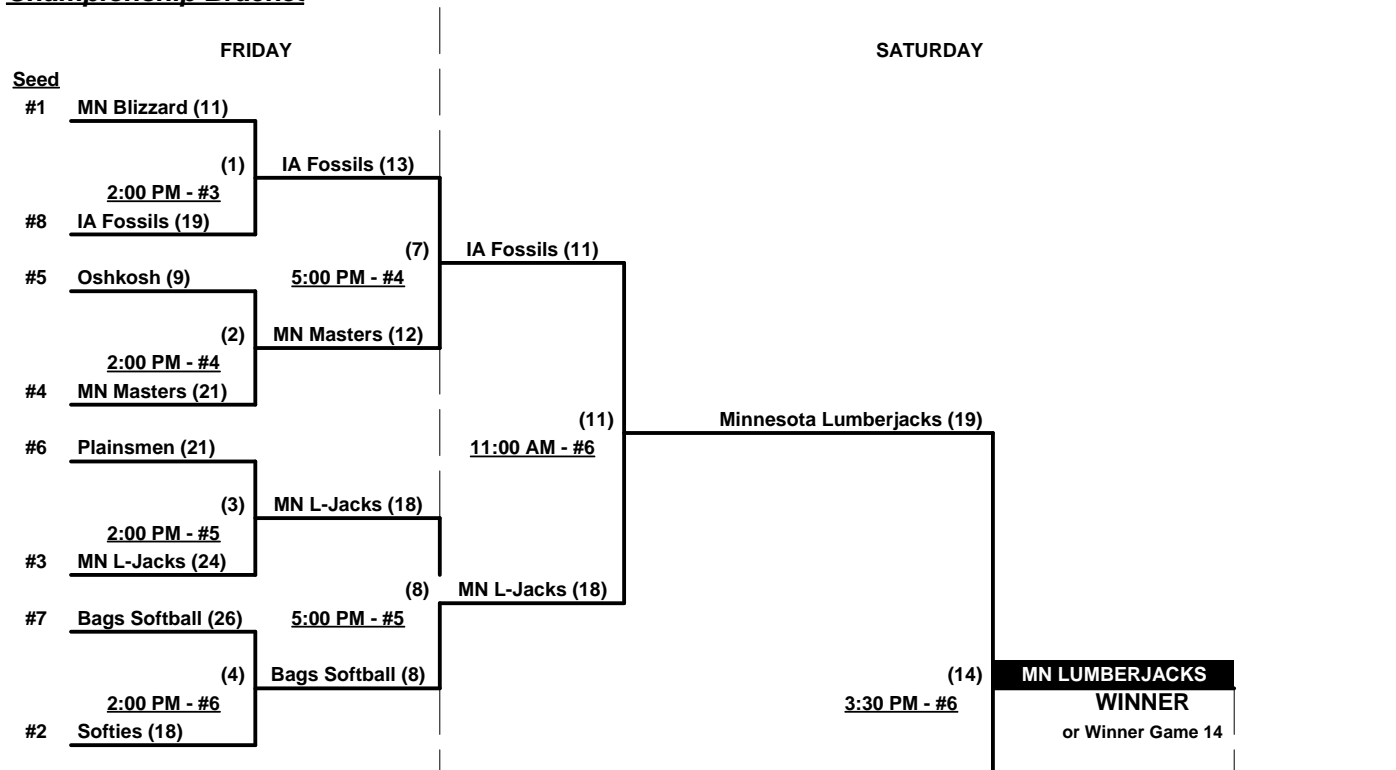 Championship Bracket
FRIDAY
SATURDAY
Seed
#1 MN Blizzard (11)
(1) IA Fossils (13)
2:00 PM - #3
#8 IA Fossils (19)
(7) IA Fossils (11)
#5 Oshkosh (9) 5:00 PM - #4
(2) MN Masters (12)
2:00 PM - #4
#4 MN Masters (21)
(11) Minnesota Lumberjacks (19)
#6 Plainsmen (21) 11:00 AM - #6
(3) MN L-Jacks (18)
2:00 PM - #5
#3 MN L-Jacks (24)
(8) MN L-Jacks (18)
#7 Bags Softball (26) 5:00 PM - #5
(4) Bags Softball (8) (14) MN LUMBERJACKS
2:00 PM - #6 3:30 PM - #6 WINNER
#2 Softies (18) or Winner Game 14